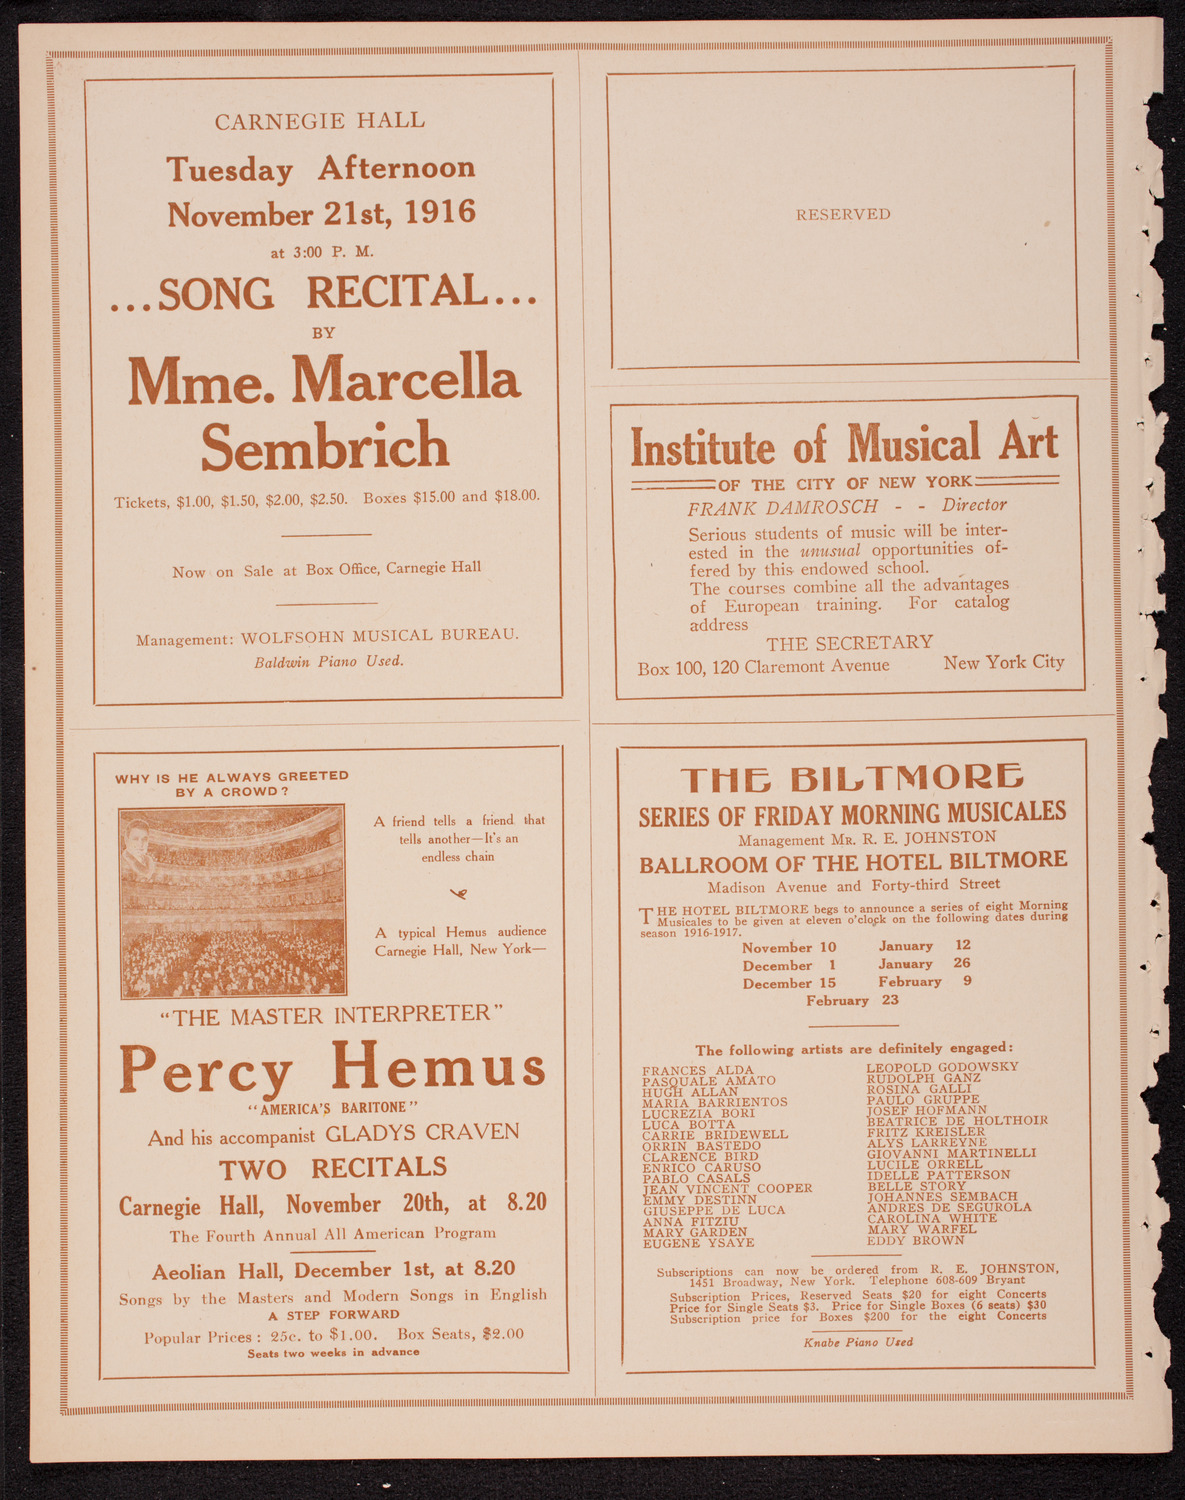 CARNEGIE HALL
Tuesday Afternoon
November 21st, 1916
at 3:00 P. M.
...SONG RECITAL...
BY
Mme. Marcella
Sembrich
Tickets, $1.00, $1.50, $2.00, $2.50. Boxes $15.00 and $18.00.
Now on Sale at Box Office, Carnegie Hall
Management: WOLFSOHN MUSICAL BUREAU.
Baldwin Piano Used.
RESERVED
Institute of Musical Art
OF THE CITY OF NEW YORK
FRANK DAMROSCH - - Director
Serious students of music will be inter-
ested in the unusual opportunities of-
fered by this endowed school.
The courses combine all the advantages
of European training. For catalog
address
THE SECRETARY
Box 100, 120 Claremont Avenue New York City
WHY IS HE ALWAYS GREETED
BY A CROWD?
A friend tells a friend that
tells another—It's an
endless chain
A typical Hemus audience
Carnegie Hall, New York—
"THE MASTER INTERPRETER"
Percy Hemus
"AMERICA'S BARITONE"
And his accompanist GLADYS CRAVEN
TWO RECITALS
Carnegie Hall, November 20th, at 8.20
The Fourth Annual All American Program
Aeolian Hall, December 1st, at 8.20
Songs by the Masters and Modern Songs in English
A STEP FORWARD
Popular Prices: 25c. to $1.00. Box Seats, $2.00
Seats two weeks in advance
THE BILTMORE
SERIES OF FRIDAY MORNING MUSICALES
Management MR. R. E. JOHNSTON
BALLROOM OF THE HOTEL BILTMORE
Madison Avenue and Forty-third Street
THE HOTEL BILTMORE begs to announce a series of eight Morning
Musicales to be given at eleven o'clock on the following dates during
season 1916-1917.
November 10 January 12
December 1 January 26
December 15 February 9
February 23
The following artists are definitely engaged:
FRANCES ALDA
PASQUALE AMATO
HUGH ALLAN
MARIA BARRIENTOS
LUCREZIA BORI
LUCA BOTTA
CARRIE BRIDEWELL
ORRIN BASTEDO
CLARENCE BIRD
ENRICO CARUSO
PABLO CASALS
JEAN VINCENT COOPER
EMMY DESTINN
GIUSEPPE DE LUCA
ANNA FITZIU
MARY GARDEN
EUGENE YSAYE
LEOPOLD GODOWSKY
RUDOLPH GANZ
ROSINA GALLI
PAULO GRUPPE
JOSEF HOFMANN
BEATRICE DE HOLTHOIR
FRITZ KREISLER
ALYS LARREYNE
GIOVANNI MARTINELLI
LUCILE ORRELL
IDELLE PATTERSON
BELLE STORY
JOHANNES SEMBACH
ANDRES DE SEGUROLA
CAROLINA WHITE
MARY WARFEL
EDDY BROWN
Subscriptions can now be ordered from R. E. JOHNSTON,
1451 Broadway, New York. Telephone 608-609 Bryant
Subscription Prices, Reserved Seats $20 for eight Concerts
Price for Single Seats $3. Price for Single Boxes (6 seats) $30
Subscription price for Boxes $200 for the eight Concerts
Knabe Piano Used